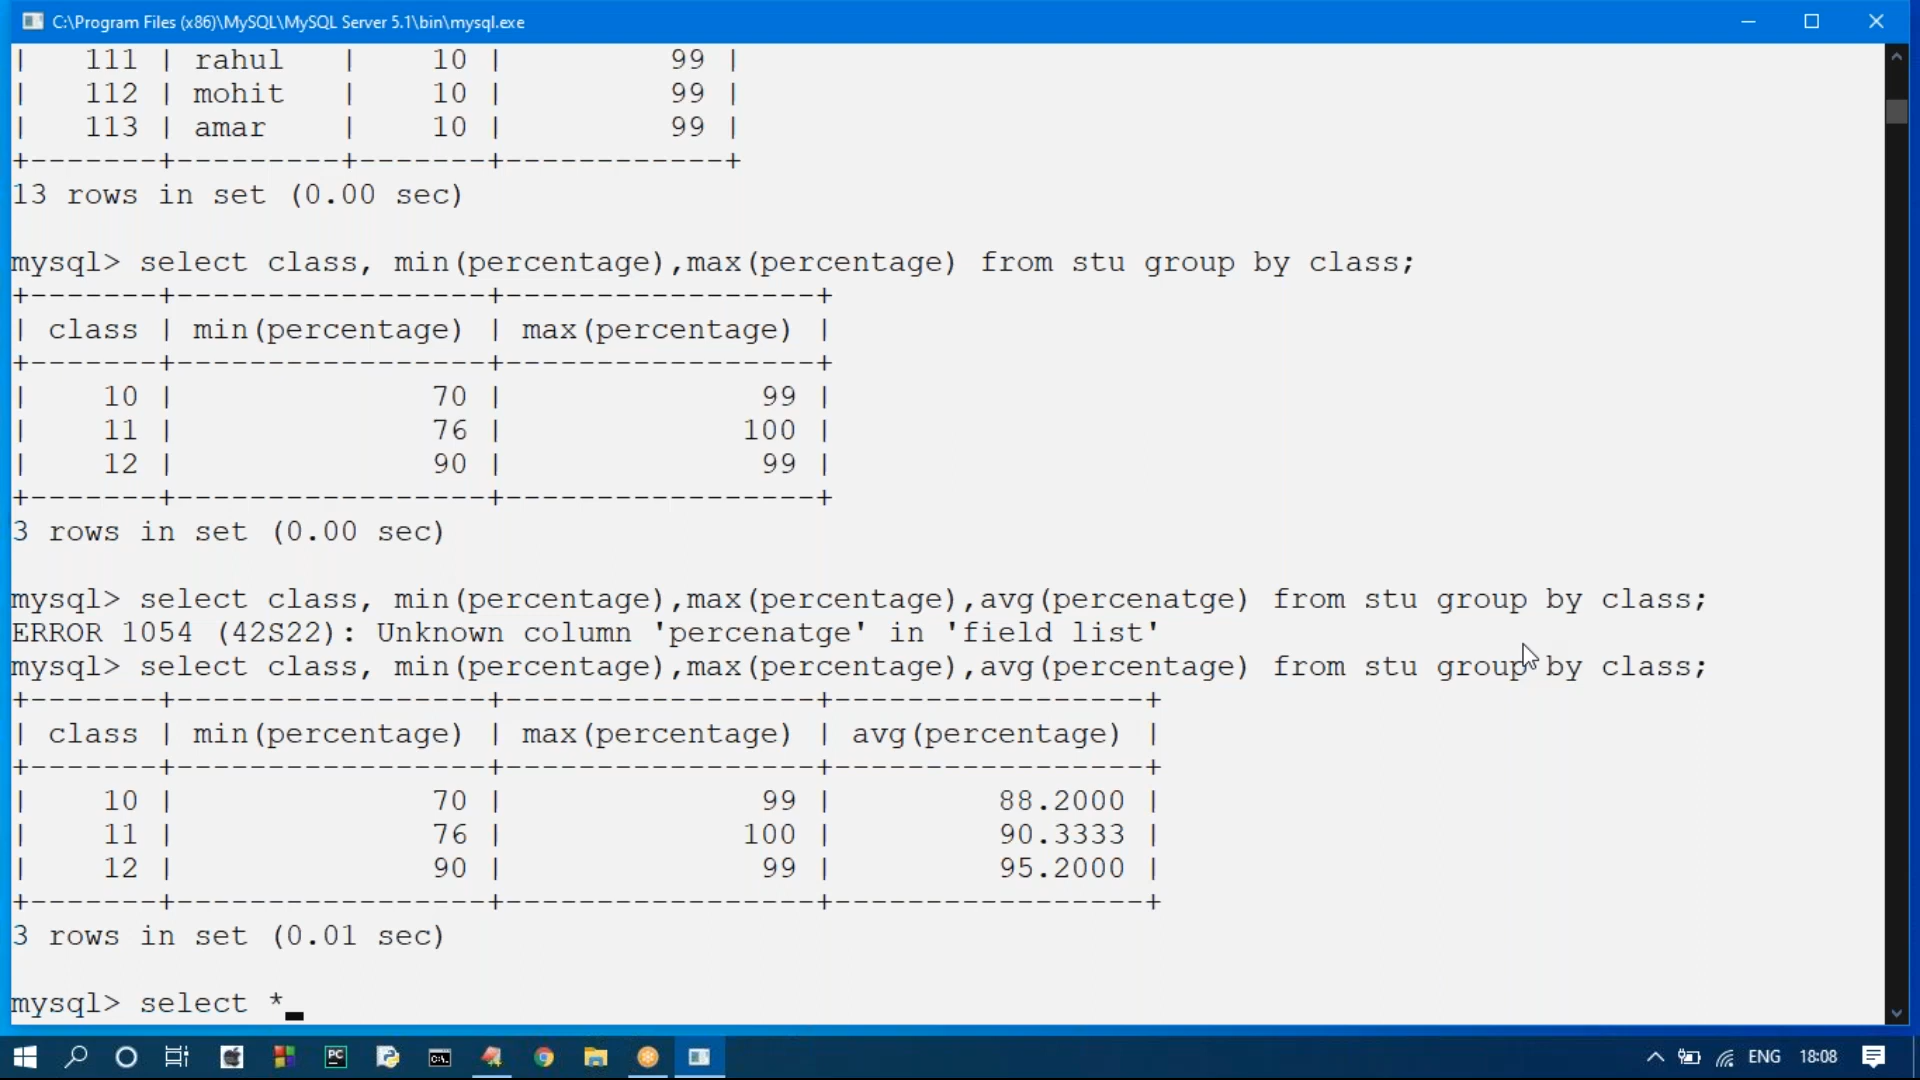 C:\Program Files (x86)\MySQL\MySQL Server 5.1\bin\mysql.exe
|   111 | rahul   |    10 |         99 |
|   112 | mohit   |    10 |         99 |
|   113 | amar    |    10 |         99 |
+-------+---------+-------+------------+
13 rows in set (0.00 sec)
mysql> select class, min(percentage),max(percentage) from stu group by class;
+-------+-----------------+-----------------+
| class | min(percentage) | max(percentage) |
+-------+-----------------+-----------------+
|    10 |              70 |              99 |
|    11 |              76 |             100 |
|    12 |              90 |              99 |
+-------+-----------------+-----------------+
3 rows in set (0.00 sec)
mysql> select class, min(percentage),max(percentage),avg(percenatge) from stu group by class;
ERROR 1054 (42S22): Unknown column 'percenatge' in 'field list'
mysql> select class, min(percentage),max(percentage),avg(percentage) from stu group by class;
+-------+-----------------+-----------------+-----------------+
| class | min(percentage) | max(percentage) | avg(percentage) |
+-------+-----------------+-----------------+-----------------+
|    10 |              70 |              99 |         88.2000 |
|    11 |              76 |             100 |         90.3333 |
|    12 |              90 |              99 |         95.2000 |
+-------+-----------------+-----------------+-----------------+
3 rows in set (0.01 sec)
mysql> select *_
PC C:\. ENG 18:08